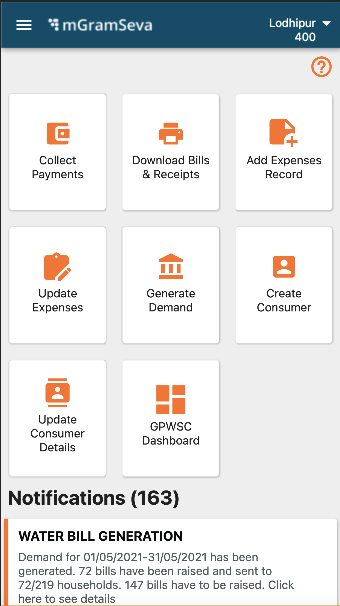 mGramSeva
Lodhipur
400
Collect
Payments
Download Bills
& Receipts
Add Expenses
Record
Update
Expenses
Generate
Demand
Create
Consumer
Update
Consumer
Details
GPWSC
Dashboard
Notifications (163)
WATER BILL GENERATION
Demand for 01/05/2021-31/05/2021 has been
generated. 72 bills have been raised and sent to
72/219 households. 147 bills have to be raised. Click
here to see details